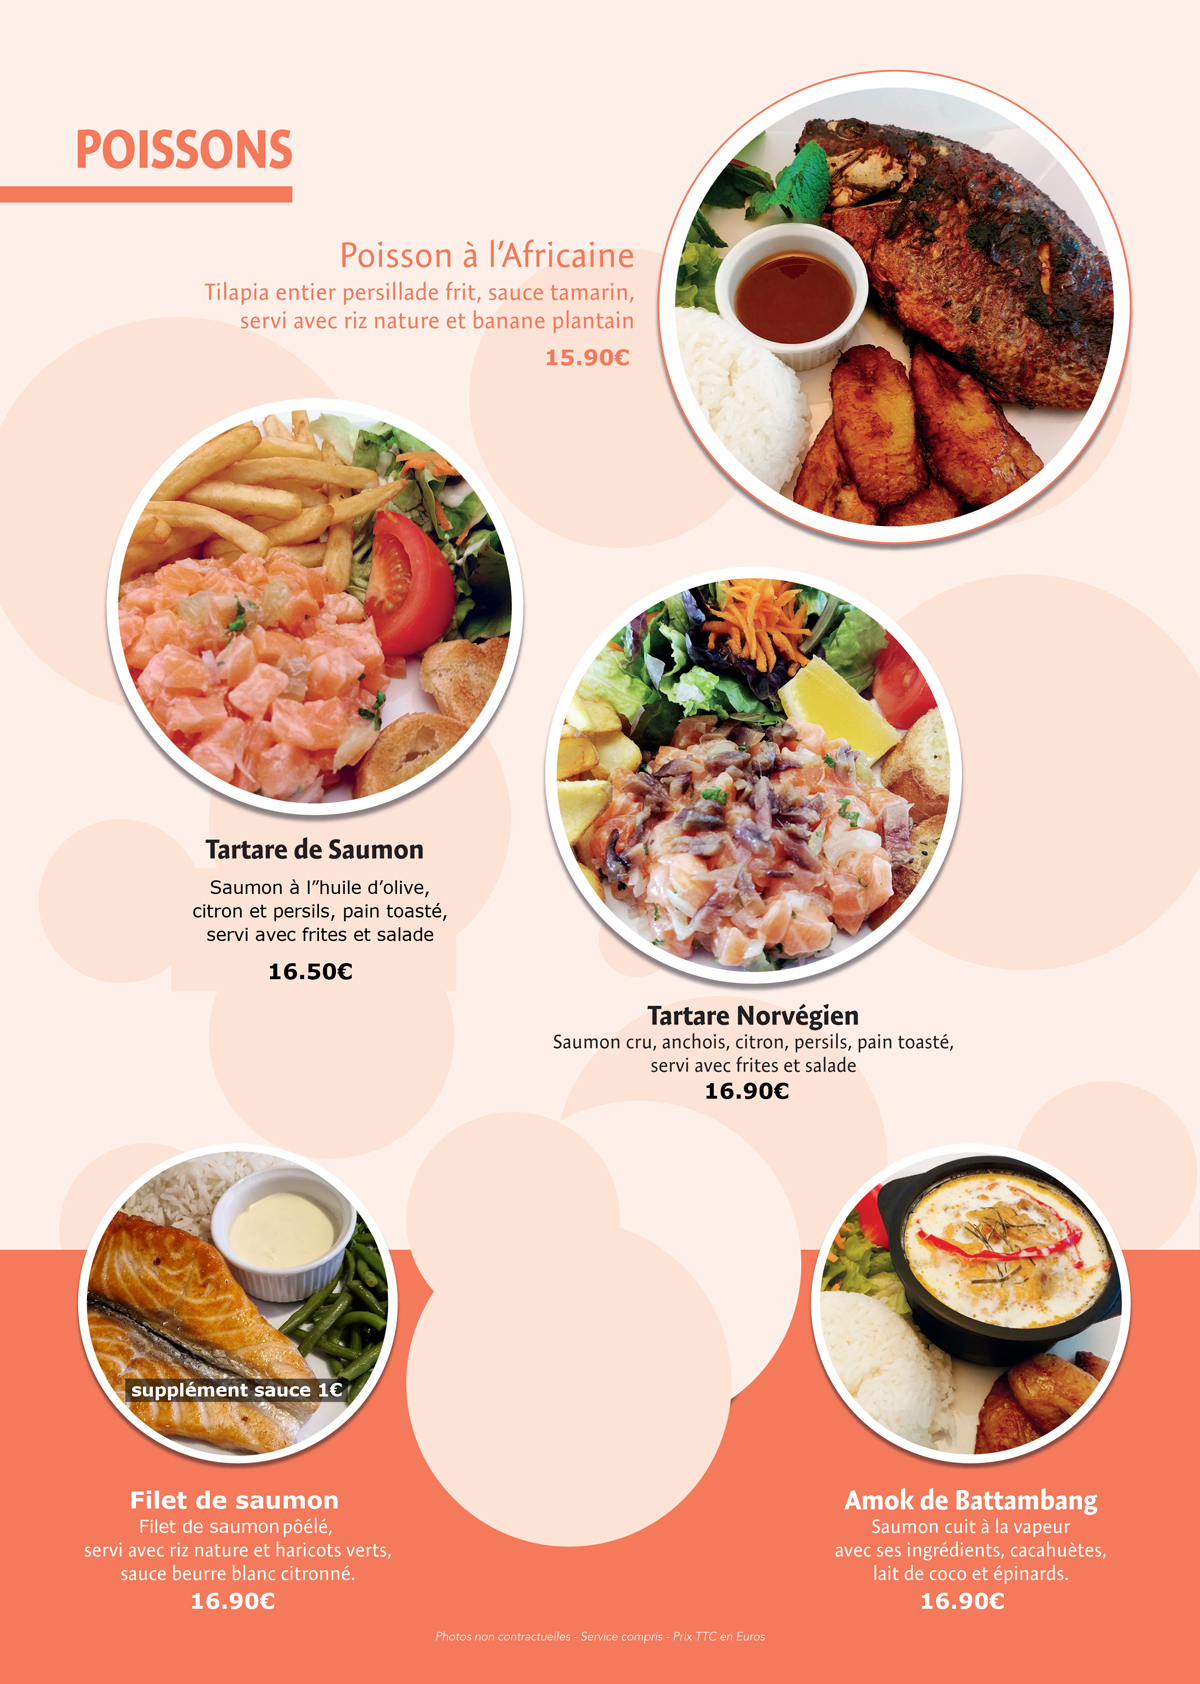 POISSONS
Poisson à l'Africaine
Tilapia entier persillade frit, sauce tamarin,
servi avec riz nature et banane plantain
15.90€
Tartare de Saumon
Saumon à l’’huile d’olive,
citron et persils, pain toasté,
servi avec frites et salade
16.50€
Tartare Norvégien
Saumon cru, anchois, citron, persils, pain toasté,
servi avec frites et salade
16.90€
supplément sauce 1€
Filet de saumon
Filet de saumon pôélé,
servi avec riz nature et haricots verts,
sauce beurre blanc citronné.
16.90€
Amok de Battambang
Saumon cuit à la vapeur
avec ses ingrédients, cacahuètes,
lait de coco et épinards.
16.90€
Photos non contractuelles - Service compris - Prix TTC en Euros